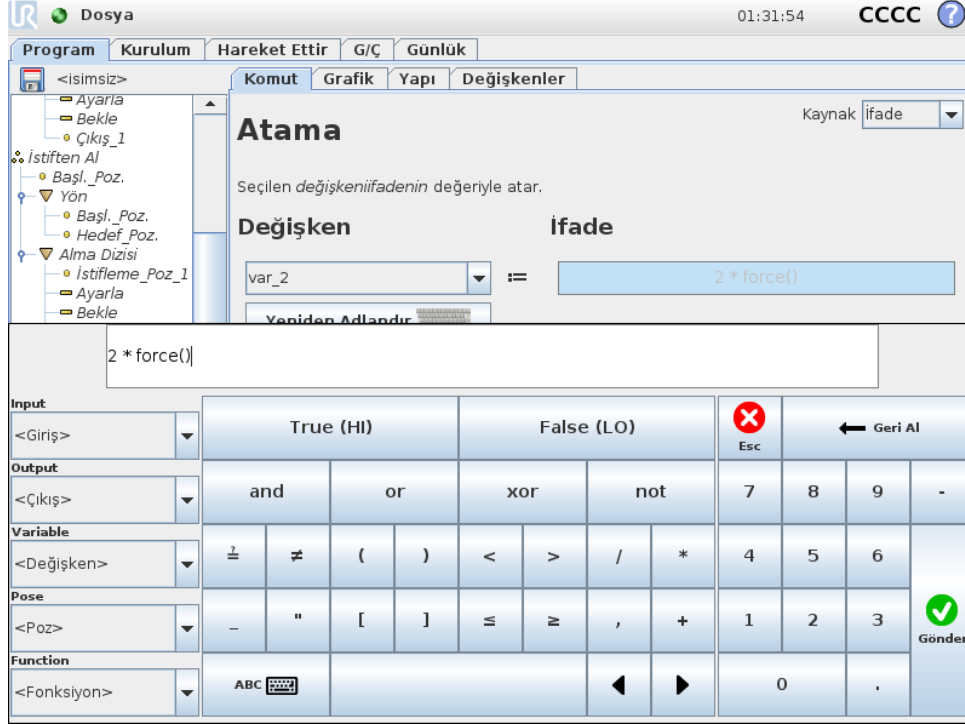 UR Dosya 01:31:54 CCCC ?
Program Kurulum Hareket Ettir G/Ç Günlük
<isimsiz> Komut Grafik Yapı Değişkenler
Ayarla
Bekle
Çıkış_1
İstiften Al
Başl._Poz.
Yön
Başl._Poz.
Hedef_Poz.
Alma Dizisi
İstifleme_Poz_1
Ayarla
Bekle
Atama
Kaynak İfade
Seçilen değişkeniifadenin değeriyle atar.
Değişken İfade
var_2 := 2 * force()
Yeniden Adlandır
2 * force()
Input
<Giriş>
True (HI) False (LO) Esc Geri Al
Output
<Çıkış>
and or xor not 7 8 9 -
Variable
<Değişken>
≟ ≠ ( ) < > / * 4 5 6
Pose
<Poz>
_ " [ ] ≤ ≥ , + 1 2 3 Gönder
Function
<Fonksiyon>
ABC 0 .